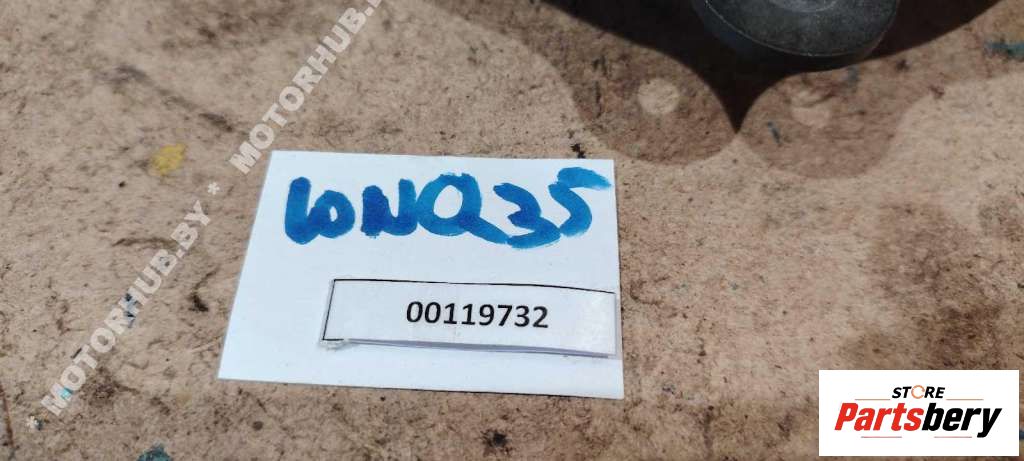 * MOTORHUB.BY * MOTORHUB.BY
10NQ35
00119732
STORE
Partsbery